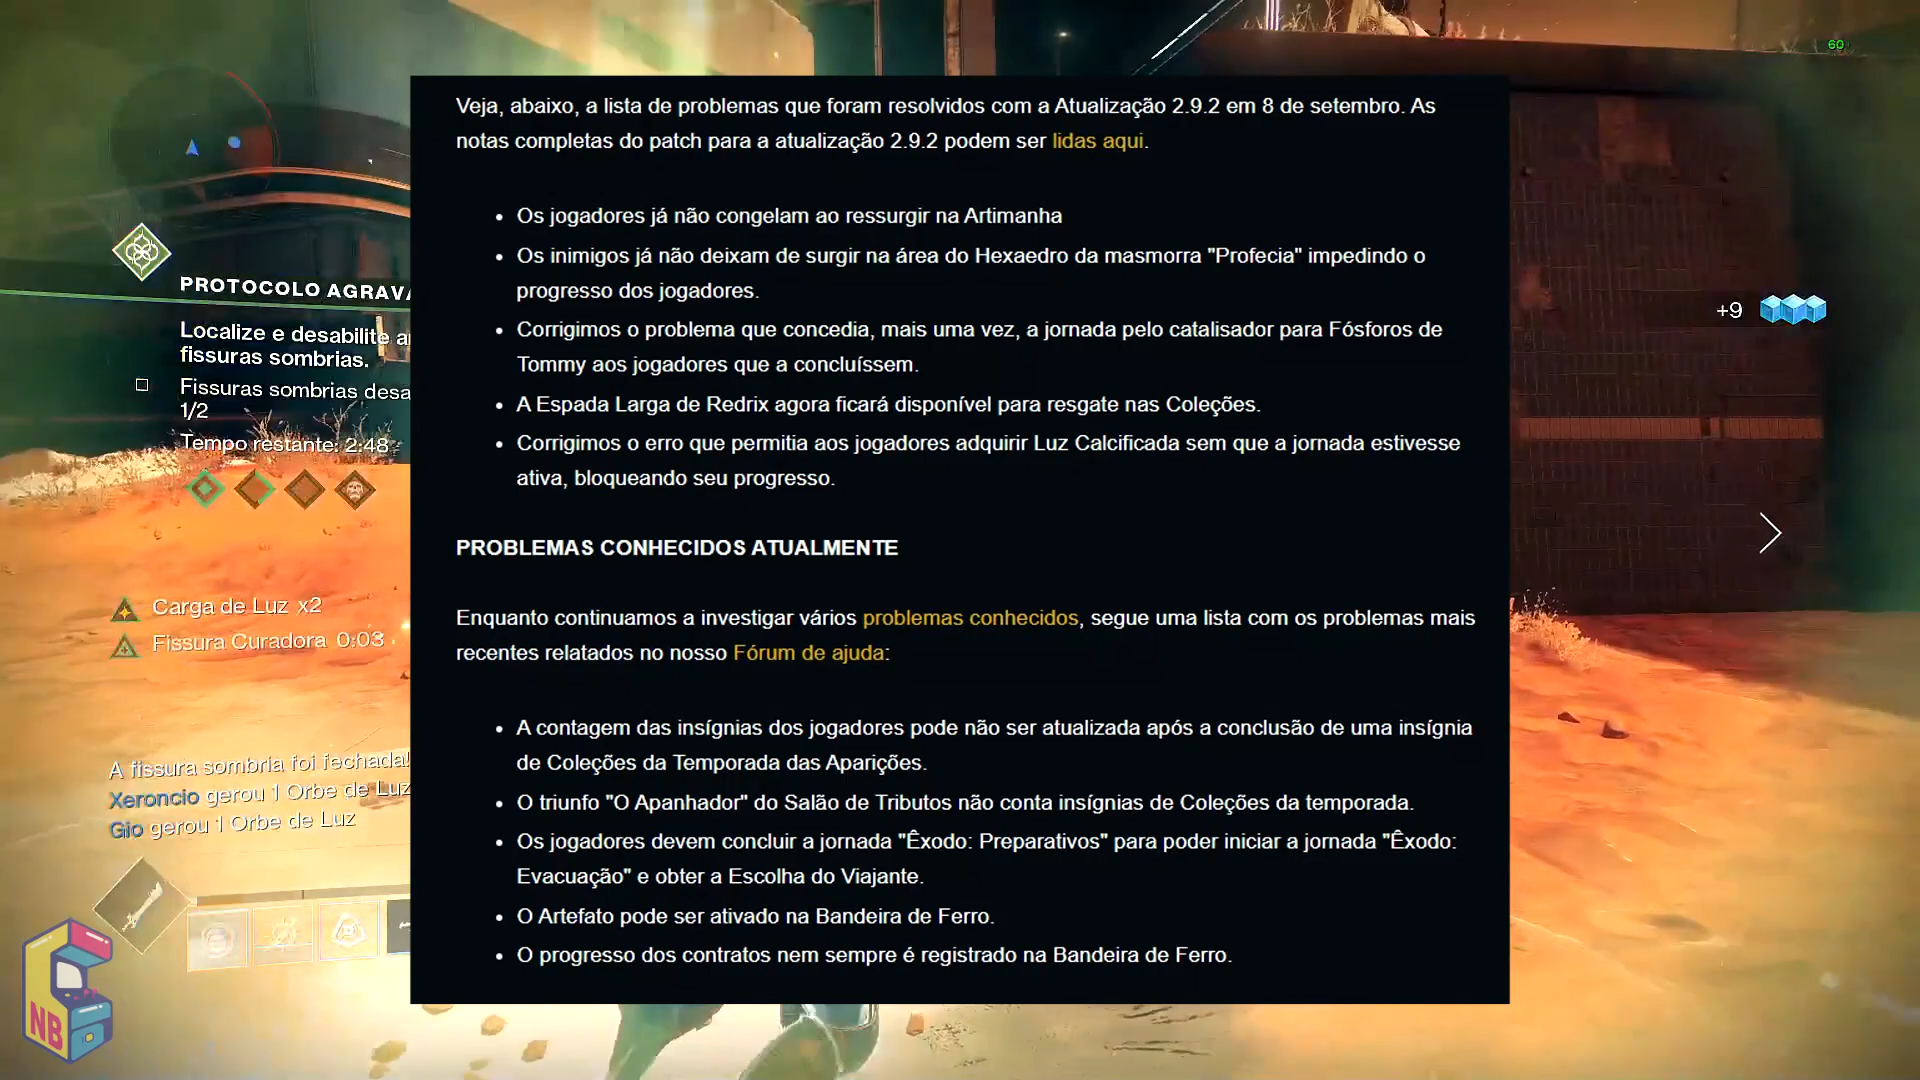 60
Veja, abaixo, a lista de problemas que foram resolvidos com a Atualização 2.9.2 em 8 de setembro. As
notas completas do patch para a atualização 2.9.2 podem ser lidas aqui.
• Os jogadores já não congelam ao ressurgir na Artimanha
• Os inimigos já não deixam de surgir na área do Hexaedro da masmorra "Profecia" impedindo o
progresso dos jogadores.
• Corrigimos o problema que concedia, mais uma vez, a jornada pelo catalisador para Fósforos de
Tommy aos jogadores que a concluíssem.
• A Espada Larga de Redrix agora ficará disponível para resgate nas Coleções.
• Corrigimos o erro que permitia aos jogadores adquirir Luz Calcificada sem que a jornada estivesse
ativa, bloqueando seu progresso.
PROBLEMAS CONHECIDOS ATUALMENTE
Enquanto continuamos a investigar vários problemas conhecidos, segue uma lista com os problemas mais
recentes relatados no nosso Fórum de ajuda:
• A contagem das insígnias dos jogadores pode não ser atualizada após a conclusão de uma insígnia
de Coleções da Temporada das Aparições.
• O triunfo "O Apanhador" do Salão de Tributos não conta insígnias de Coleções da temporada.
• Os jogadores devem concluir a jornada "Êxodo: Preparativos" para poder iniciar a jornada "Êxodo:
Evacuação" e obter a Escolha do Viajante.
• O Artefato pode ser ativado na Bandeira de Ferro.
• O progresso dos contratos nem sempre é registrado na Bandeira de Ferro.
PROTOCOLO
Localize e desabilite
fissuras sombrias.
Fissuras sombrias
1/2
Tempo restante: 2:48
Carga de Luz x2
Fissura Curadora 0:03
A fissura sombria foi fechada!
Xeroncio gerou 1 Orbe de Luz
Gio gerou 1 Orbe de Luz
+9
NB